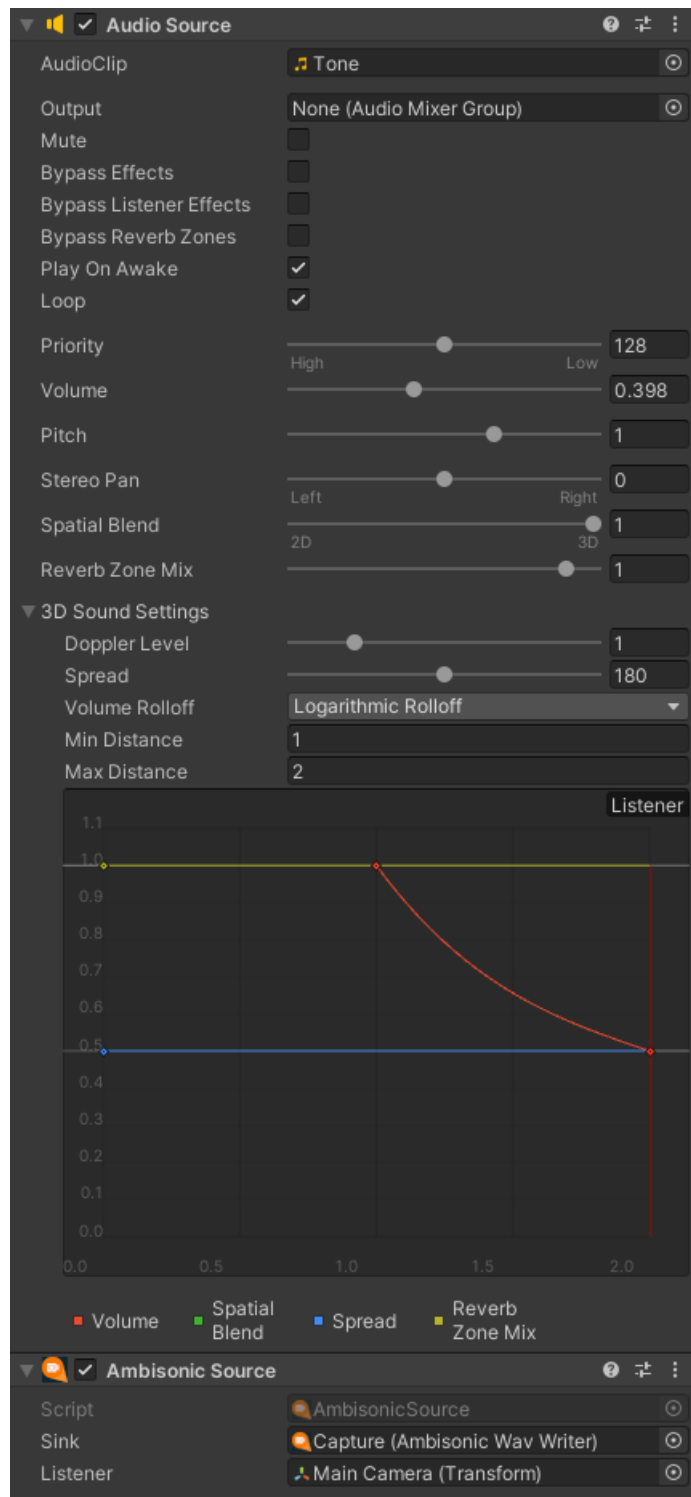 Audio Source
AudioClip Tone
Output None (Audio Mixer Group)
Mute
Bypass Effects
Bypass Listener Effects
Bypass Reverb Zones
Play On Awake
Loop
Priority 128
High Low
Volume 0.398
Pitch 1
Stereo Pan 0
Left Right
Spatial Blend 1
2D 3D
Reverb Zone Mix 1
3D Sound Settings
Doppler Level 1
Spread 180
Volume Rolloff Logarithmic Rolloff
Min Distance 1
Max Distance 2
Listener
1.1
1.0
0.9
0.8
0.7
0.6
0.5
0.4
0.3
0.2
0.1
0.0
0.0 0.5 1.0 1.5 2.0
Volume Spatial Blend Spread Reverb Zone Mix
Ambisonic Source
Script AmbisonicSource
Sink Capture (Ambisonic Wav Writer)
Listener Main Camera (Transform)